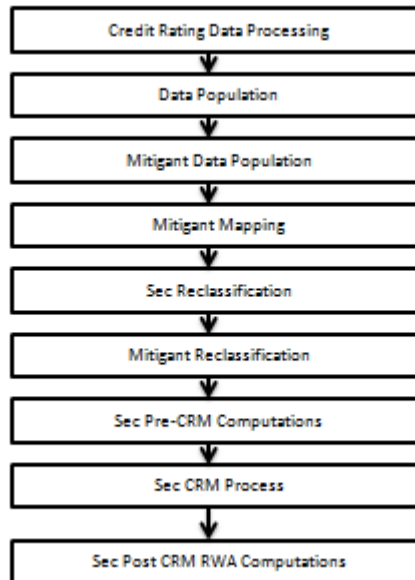 Credit Rating Data Processing
Data Population
Mitigant Data Population
Mitigant Mapping
Sec Reclassification
Mitigant Reclassification
Sec Pre-CRM Computations
Sec CRM Process
Sec Post CRM RWA Computations